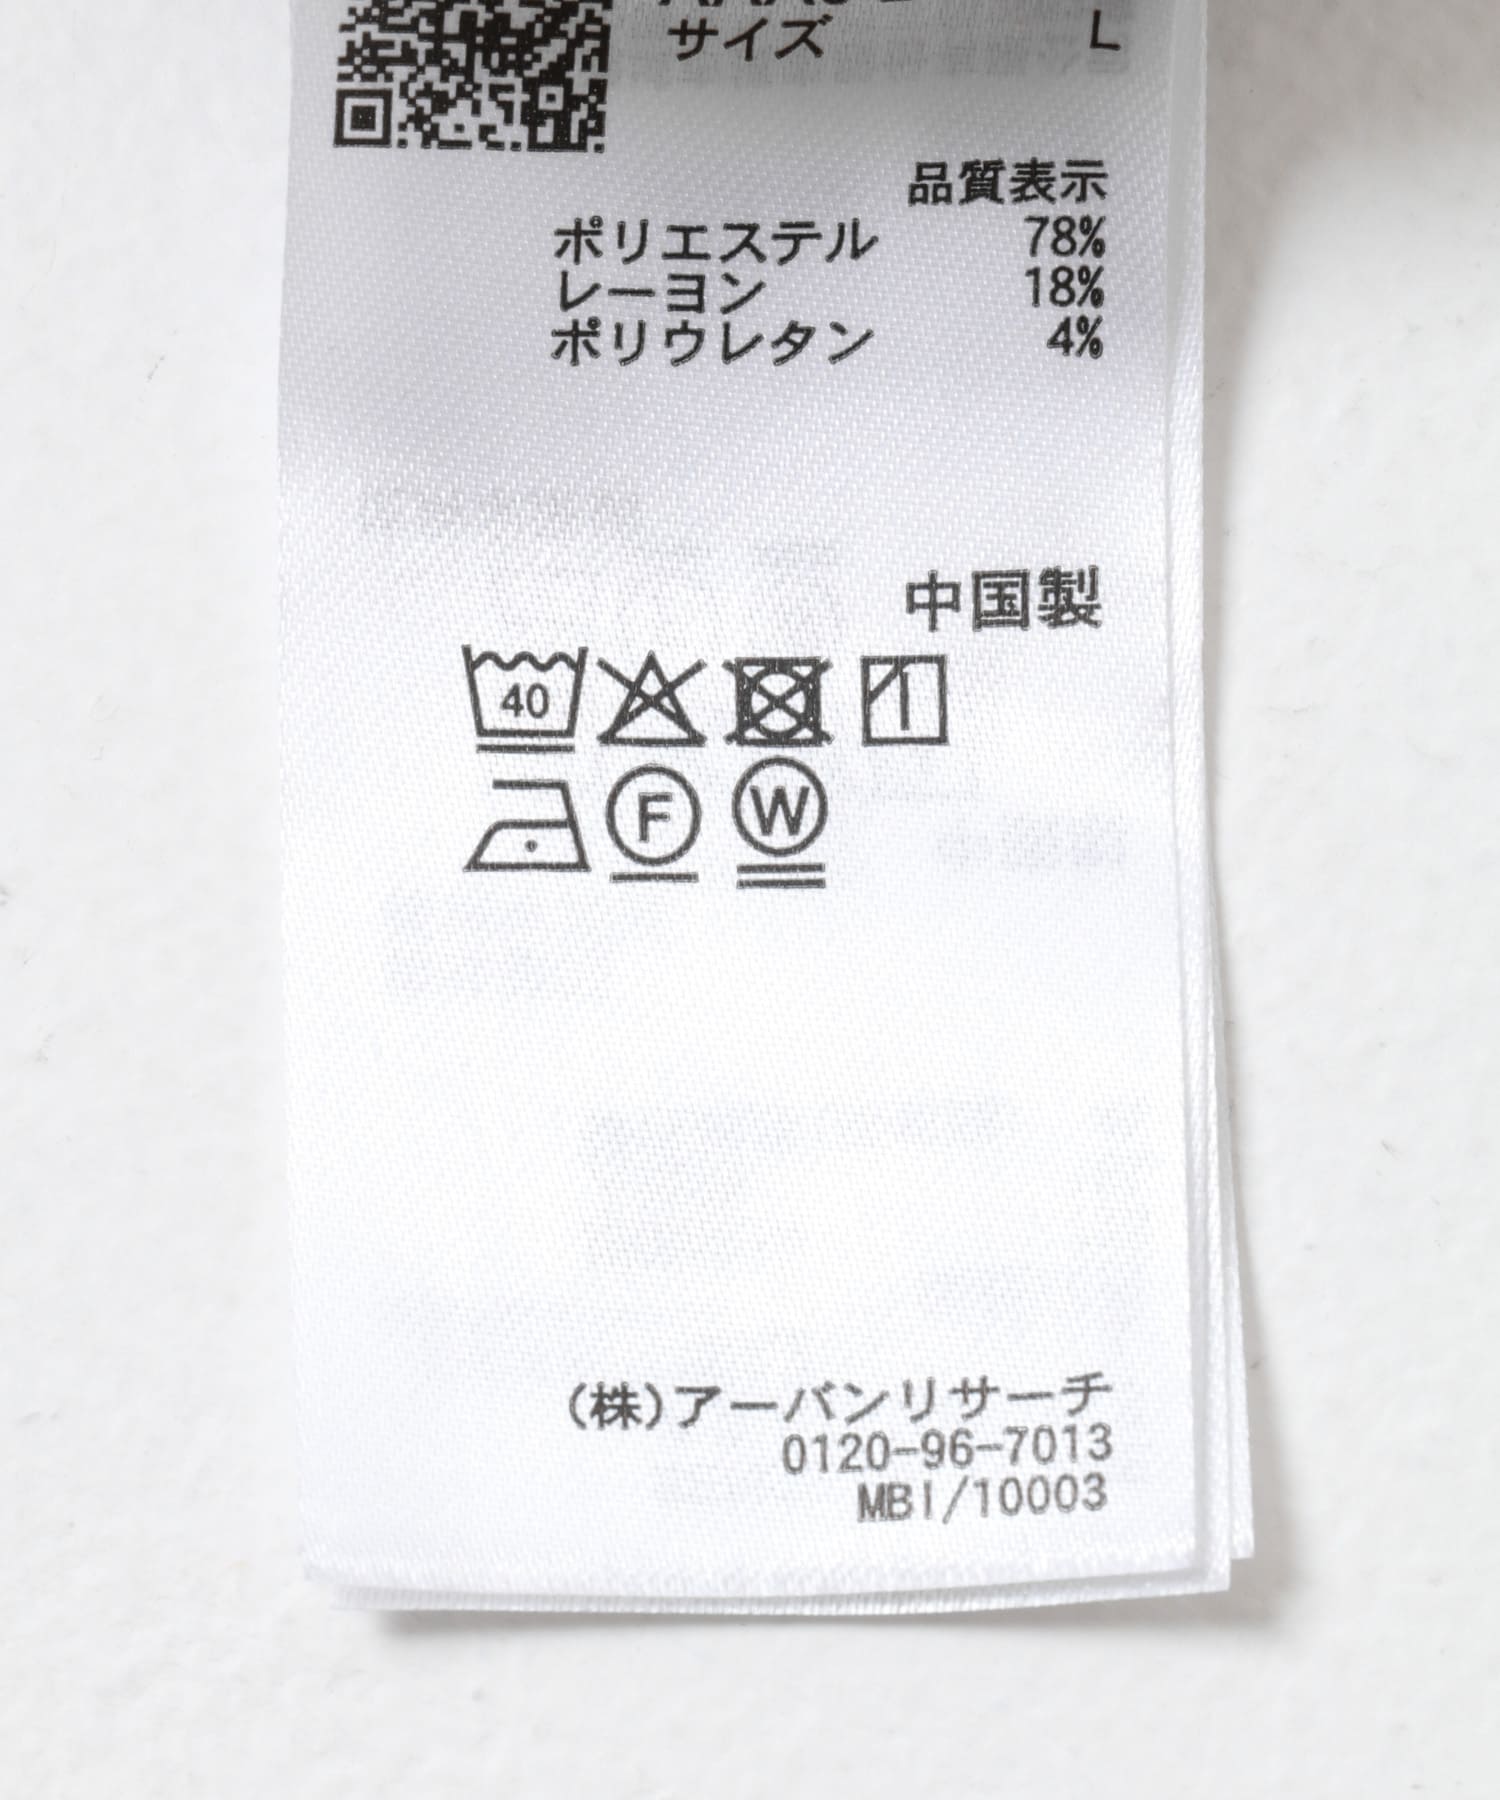 サイズ L
品質表示
ポリエステル 78%
レーヨン 18%
ポリウレタン 4%
中国製
40
F W
(株)アーバンリサーチ
0120-96-7013
MBI/10003